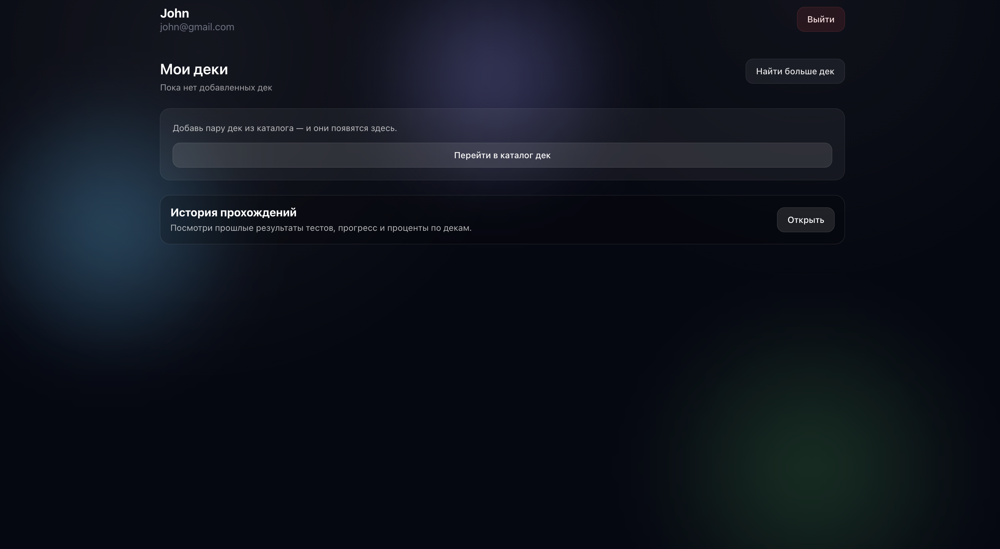 John
john@gmail.com
Выйти
Мои деки
Пока нет добавленных дек
Найти больше дек
Добавь пару дек из каталога — и они появятся здесь.
Перейти в каталог дек
История прохождений
Посмотри прошлые результаты тестов, прогресс и проценты по декам.
Открыть